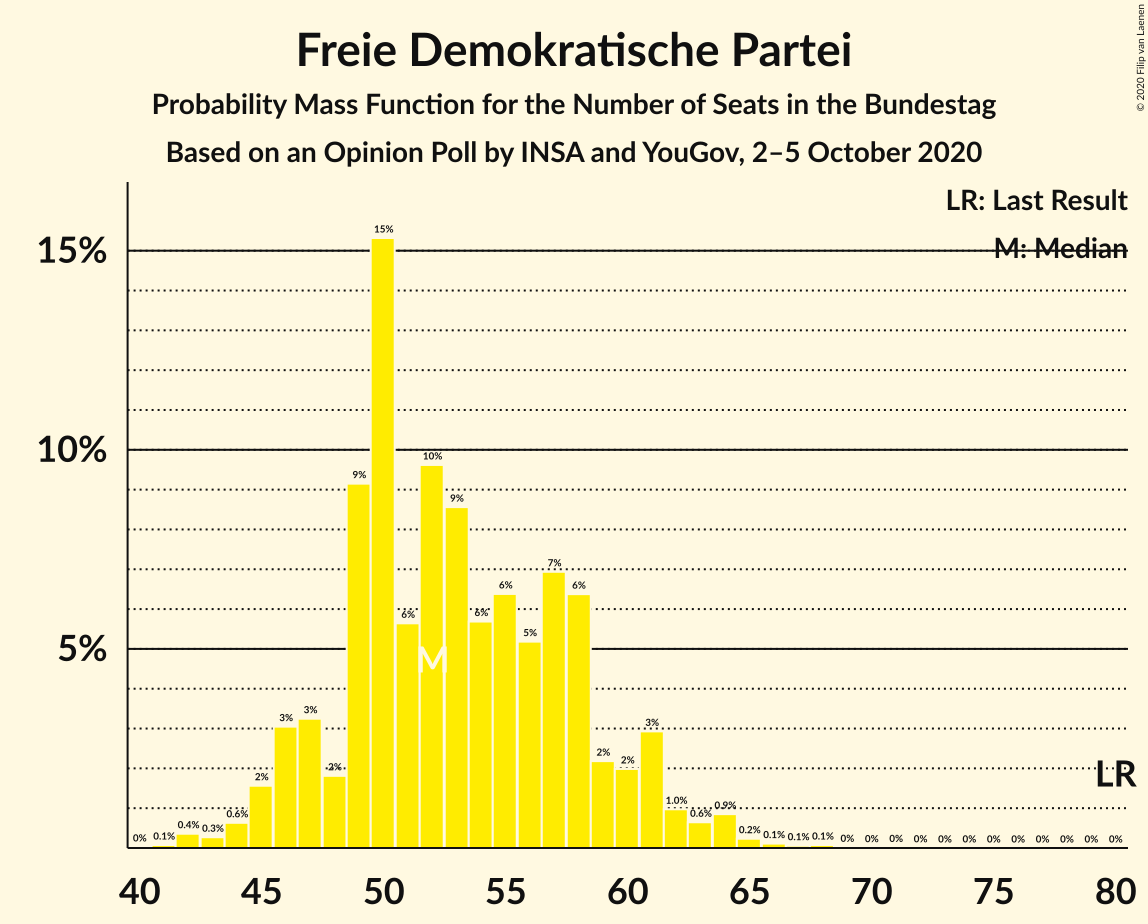 Freie Demokratische Partei
Probability Mass Function for the Number of Seats in the Bundestag
Based on an Opinion Poll by INSA and YouGov, 2–5 October 2020
© 2020 Filip van Laenen
LR: Last Result
M: Median
15%
10%
5%
0% 0.1% 0.4% 0.3% 0.6% 2% 3% 3% 2% 9% 15% 6% 10% 9% 6% 6% 5% 7% 6% 2% 2% 3% 1.0% 0.6% 0.9% 0.2% 0.1% 0.1% 0.1% 0% 0% 0% 0% 0% 0% 0% 0% 0% 0% 0% 0%
M
LR
40 45 50 55 60 65 70 75 80